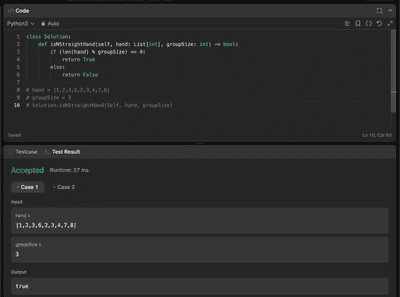 </> Code
Python3
Auto
1 class Solution:
2 def isNStraightHand(self, hand: List[int], groupSize: int) -> bool:
3 if (len(hand) % groupSize) == 0:
4 return True
5 else:
6 return False
7
8 # hand = [1,2,3,6,2,3,4,7,8]
9 # groupSize = 3
10 # Solution.isNStraightHand(Self, hand, groupSize)
Saved
Testcase
Test Result
Accepted Runtime: 37 ms
Case 1
Case 2
Input
hand =
[1,2,3,6,2,3,4,7,8]
groupSize =
3
Output
true